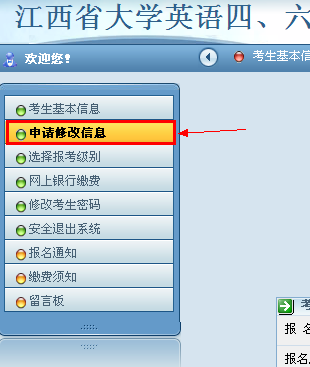 江西省大学英语四、六
欢迎您!
考生基本信
考生基本信息
申请修改信息
选择报考级别
网上银行缴费
修改考生密码
安全退出系统
报名通知
缴费须知
留言板
考
报 名
报名